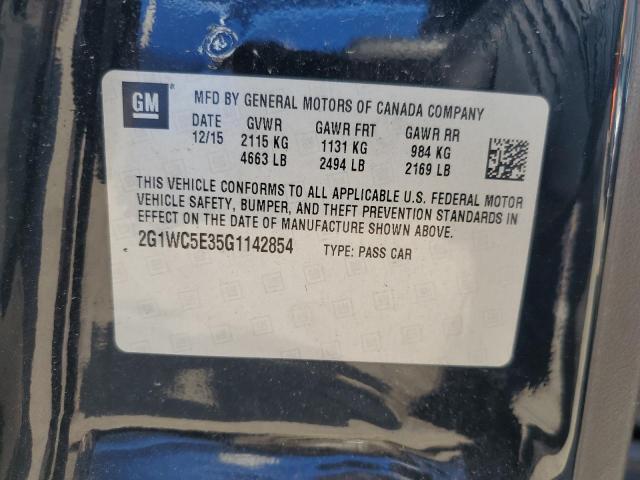 GM
MFD BY GENERAL MOTORS OF CANADA COMPANY
DATE GVWR GAWR FRT GAWR RR
12/15 2115 KG 1131 KG 984 KG
4663 LB 2494 LB 2169 LB
THIS VEHICLE CONFORMS TO ALL APPLICABLE U.S. FEDERAL MOTOR
VEHICLE SAFETY, BUMPER, AND THEFT PREVENTION STANDARDS IN
EFFECT ON THE DATE OF MANUFACTURE SHOWN ABOVE.
2G1WC5E35G1142854 TYPE: PASS CAR